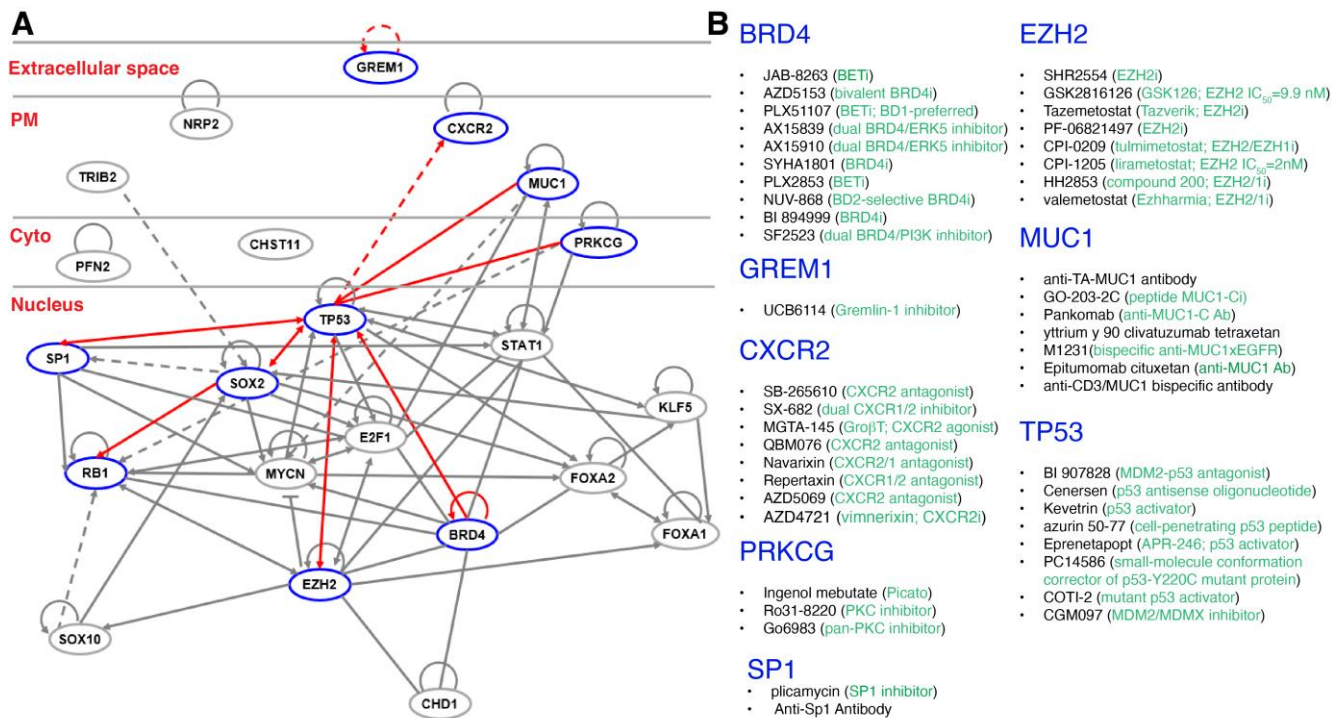 A
Extracellular space
GREM1
PM
NRP2
CXCR2
TRIB2
MUC1
Cyto
PFN2
CHST11
PRKCG
Nucleus
TP53
SP1
STAT1
SOX2
KLF5
E2F1
RB1
MYCN
FOXA2
BRD4
FOXA1
EZH2
SOX10
CHD1
B
BRD4
• JAB-8263 (BETi)
• AZD5153 (bivalent BRD4i)
• PLX51107 (BETi; BD1-preferred)
• AX15839 (dual BRD4/ERK5 inhibitor)
• AX15910 (dual BRD4/ERK5 inhibitor)
• SYHA1801 (BRD4i)
• PLX2853 (BETi)
• NUV-868 (BD2-selective BRD4i)
• BI 894999 (BRD4i)
• SF2523 (dual BRD4/PI3K inhibitor)
GREM1
• UCB6114 (Gremlin-1 inhibitor)
CXCR2
• SB-265610 (CXCR2 antagonist)
• SX-682 (dual CXCR1/2 inhibitor)
• MGTA-145 (GroβT; CXCR2 agonist)
• QBM076 (CXCR2 antagonist)
• Navarixin (CXCR2/1 antagonist)
• Repertaxin (CXCR1/2 antagonist)
• AZD5069 (CXCR2 antagonist)
• AZD4721 (vimnerixin; CXCR2i)
PRKCG
• Ingenol mebutate (Picato)
• Ro31-8220 (PKC inhibitor)
• Go6983 (pan-PKC inhibitor)
SP1
• plicamycin (SP1 inhibitor)
• Anti-Sp1 Antibody
EZH2
• SHR2554 (EZH2i)
• GSK2816126 (GSK126; EZH2 IC50=9.9 nM)
• Tazemetostat (Tazverik; EZH2i)
• PF-06821497 (EZH2i)
• CPI-0209 (tulmimetostat; EZH2/EZH1i)
• CPI-1205 (lirametostat; EZH2 IC50=2nM)
• HH2853 (compound 200; EZH2/1i)
• valemetostat (Ezhharmia; EZH2/1i)
MUC1
• anti-TA-MUC1 antibody
• GO-203-2C (peptide MUC1-Ci)
• Pankomab (anti-MUC1-C Ab)
• yttrium y 90 clivatuzumab tetraxetan
• M1231(bispecific anti-MUC1xEGFR)
• Epitumomab cituxetan (anti-MUC1 Ab)
• anti-CD3/MUC1 bispecific antibody
TP53
• BI 907828 (MDM2-p53 antagonist)
• Cenersen (p53 antisense oligonucleotide)
• Kevetrin (p53 activator)
• azurin 50-77 (cell-penetrating p53 peptide)
• Eprenetapopt (APR-246; p53 activator)
• PC14586 (small-molecule conformation
corrector of p53-Y220C mutant protein)
• COTI-2 (mutant p53 activator)
• CGM097 (MDM2/MDMX inhibitor)